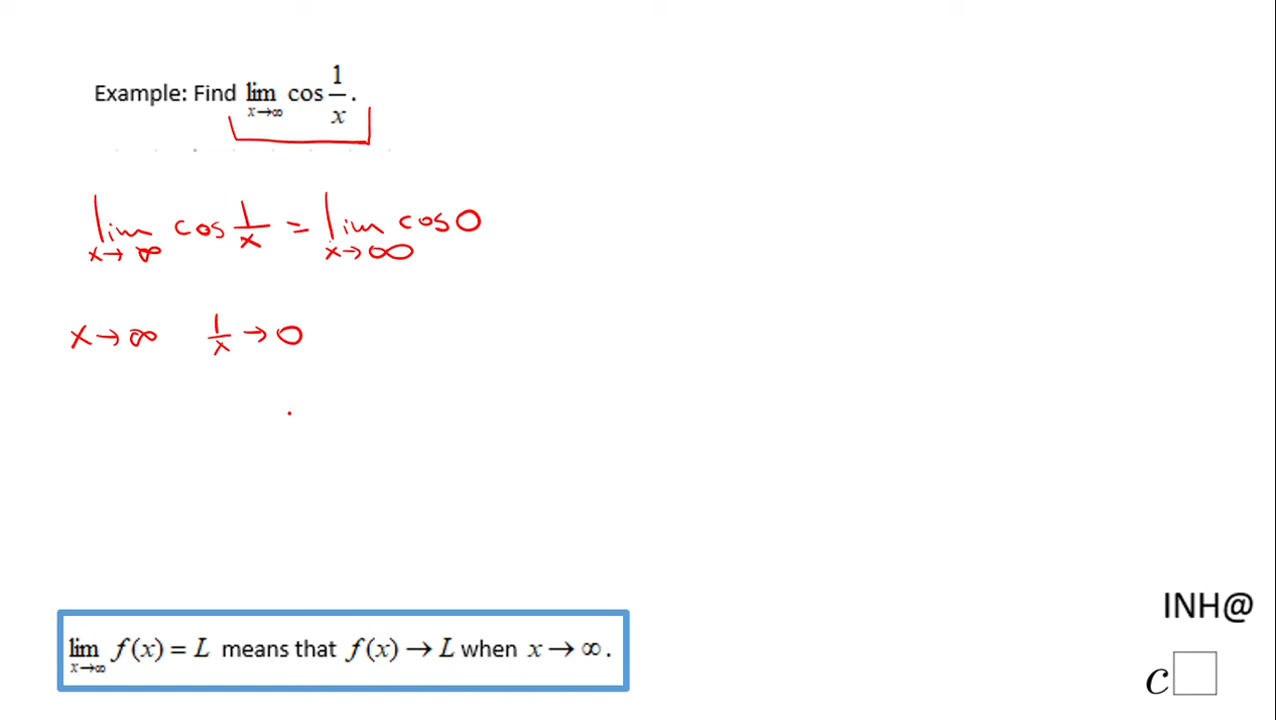 Example: Find lim x→∞ cos 1/x.
lim x→∞ cos 1/x = lim x→∞ cos 0
x→∞ 1/x → 0
lim x→∞ f(x) = L means that f(x) → L when x → ∞.
INH@
c□